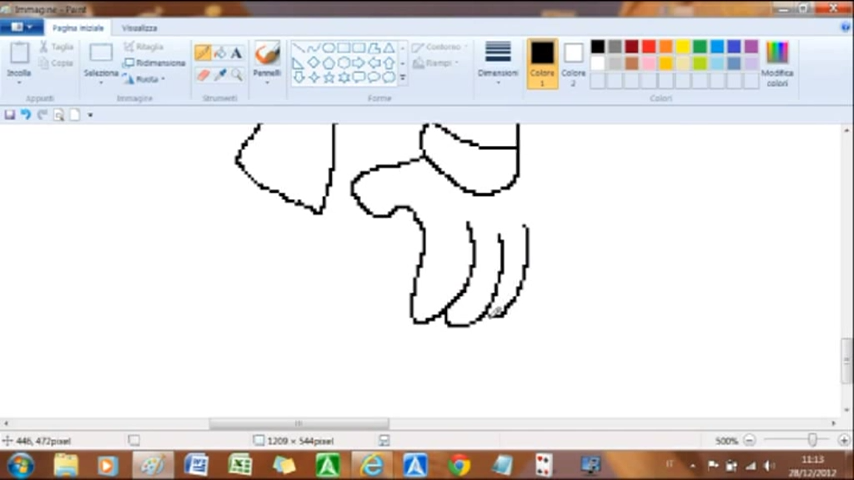 Immagine - Paint
Pagina iniziale
Visualizza
Incolla
Taglia
Copia
Appunti
Seleziona
Ritaglia
Ridimensiona
Ruota
Immagine
A
Strumenti
Pennelli
Contorno
Riempi
Forme
Dimensioni
Colore 1
Colore 2
Modifica colori
Colori
446, 472pixel
1209 × 544pixel
500%
IT
11:13
28/12/2012